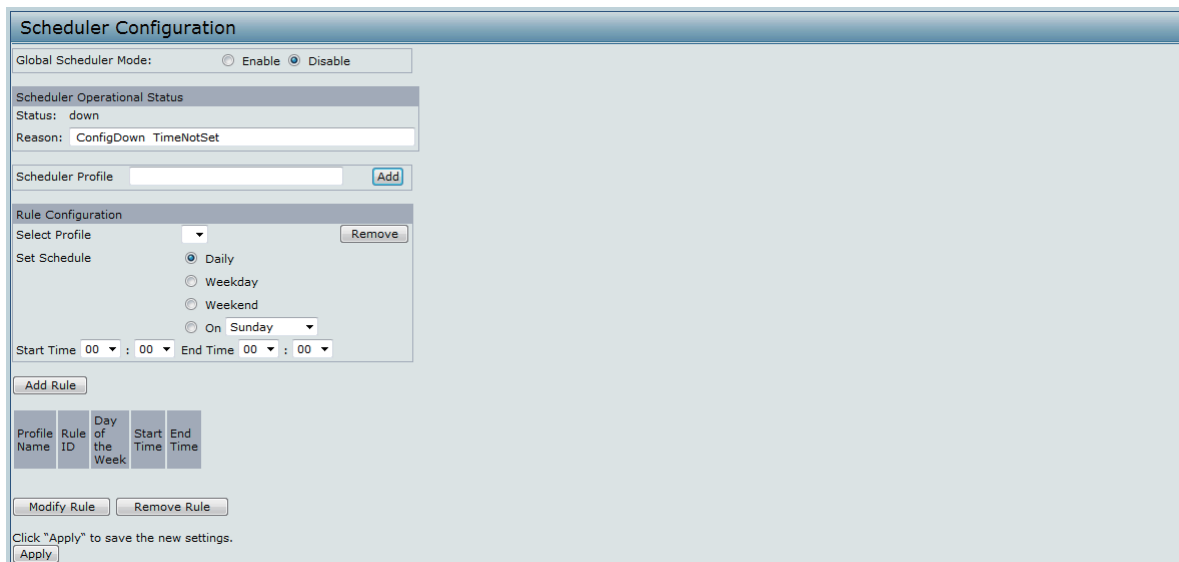 Scheduler Configuration
Global Scheduler Mode: Enable Disable
Scheduler Operational Status
Status: down
Reason: ConfigDown TimeNotSet
Scheduler Profile Add
Rule Configuration
Select Profile Remove
Set Schedule Daily
Weekday
Weekend
On Sunday
Start Time 00 : 00 End Time 00 : 00
Add Rule
Profile Name Rule ID Day of the Week Start Time End Time
Modify Rule Remove Rule
Click "Apply" to save the new settings.
Apply